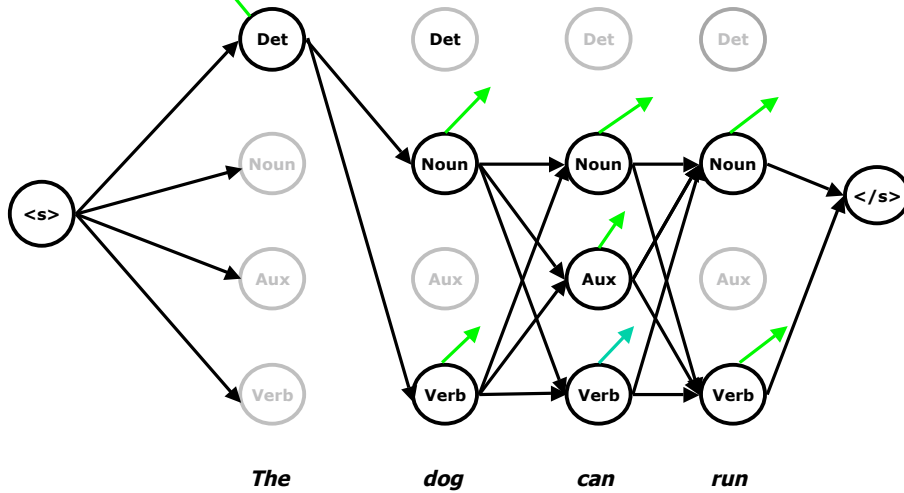 Det Det Det Det
Noun Noun Noun Noun
<s> </s>
Aux Aux Aux Aux
Verb Verb Verb Verb
The dog can run